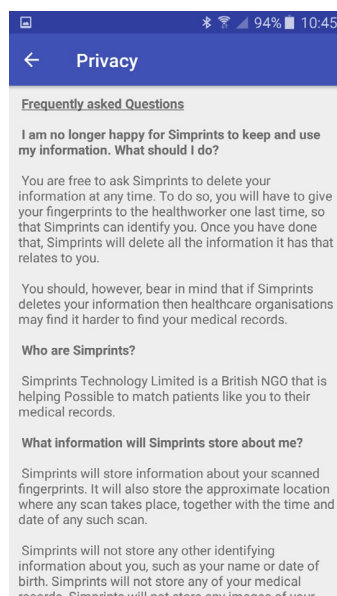 94% 10:45
Privacy
Frequently asked Questions
I am no longer happy for Simprints to keep and use
my information. What should I do?
You are free to ask Simprints to delete your
information at any time. To do so, you will have to give
your fingerprints to the healthworker one last time, so
that Simprints can identify you. Once you have done
that, Simprints will delete all the information it has that
relates to you.
You should, however, bear in mind that if Simprints
deletes your information then healthcare organisations
may find it harder to find your medical records.
Who are Simprints?
Simprints Technology Limited is a British NGO that is
helping Possible to match patients like you to their
medical records.
What information will Simprints store about me?
Simprints will store information about your scanned
fingerprints. It will also store the approximate location
where any scan takes place, together with the time and
date of any such scan.
Simprints will not store any other identifying
information about you, such as your name or date of
birth. Simprints will not store any of your medical
records. Simprints will not store any images of your